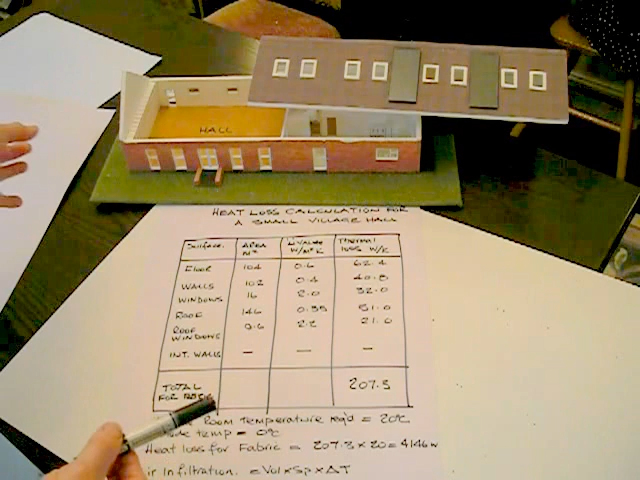 HALL
HEAT LOSS CALCULATION FOR
A SMALL VILLAGE HALL
Surface. AREA M² U VALUE W/M²K Thermal loss W/K
FLOOR 104 0.6 62.4
WALLS 102 0.4 40.8
WINDOWS 16 2.0 32.0
ROOF 146 0.35 51.0
ROOF WINDOWS 9.6 2.2 21.0
INT. WALLS — — —
TOTAL FOR 207.3
Room Temperature req'd = 20°C
temp = 0°C
Heat loss for Fabric = 207.3 x 20 = 4146 W
Infiltration. = Vol x Sp x ΔT